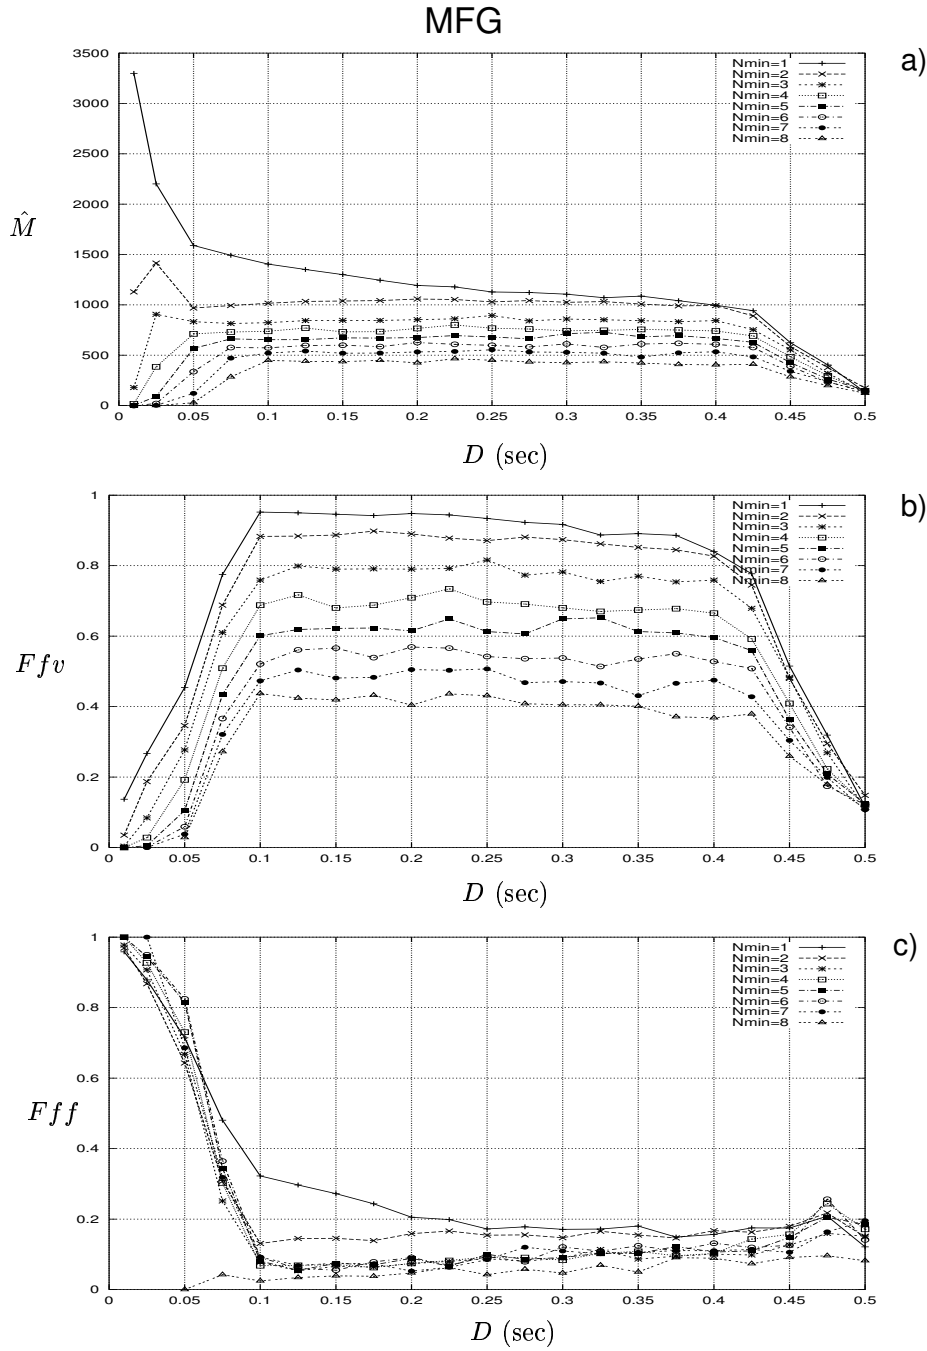 MFG
a)
3500
3000
2500
2000
1500
1000
500
0
Nmin=1
Nmin=2
Nmin=3
Nmin=4
Nmin=5
Nmin=6
Nmin=7
Nmin=8
M̂
0 0.05 0.1 0.15 0.2 0.25 0.3 0.35 0.4 0.45 0.5
D (sec)
b)
1
0.8
0.6
0.4
0.2
0
Nmin=1
Nmin=2
Nmin=3
Nmin=4
Nmin=5
Nmin=6
Nmin=7
Nmin=8
Ffv
0 0.05 0.1 0.15 0.2 0.25 0.3 0.35 0.4 0.45 0.5
D (sec)
c)
1
0.8
0.6
0.4
0.2
0
Nmin=1
Nmin=2
Nmin=3
Nmin=4
Nmin=5
Nmin=6
Nmin=7
Nmin=8
Fff
0 0.05 0.1 0.15 0.2 0.25 0.3 0.35 0.4 0.45 0.5
D (sec)